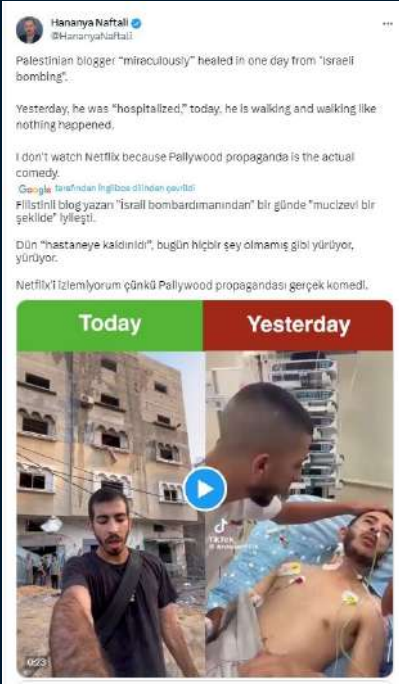 Hananya Naftali
@HananyaNaftali
Palestinian blogger “miraculously” healed in one day from “Israeli
bombing”.
Yesterday, he was “hospitalized,” today, he is walking and walking like
nothing happened.
I don't watch Netflix because Pallywood propaganda is the actual
comedy.
Google tarafından İngilizce dilinden çevrildi
Filistinli blog yazarı "İsrail bombardımanından" bir günde "mucizevi bir
şekilde" iyileşti.
Dün “hastaneye kaldırıldı”, bugün hiçbir şey olmamış gibi yürüyor,
yürüyor.
Netflix'i izlemiyorum çünkü Pallywood propagandası gerçek komedi.
Today
Yesterday
TikTok
0:23